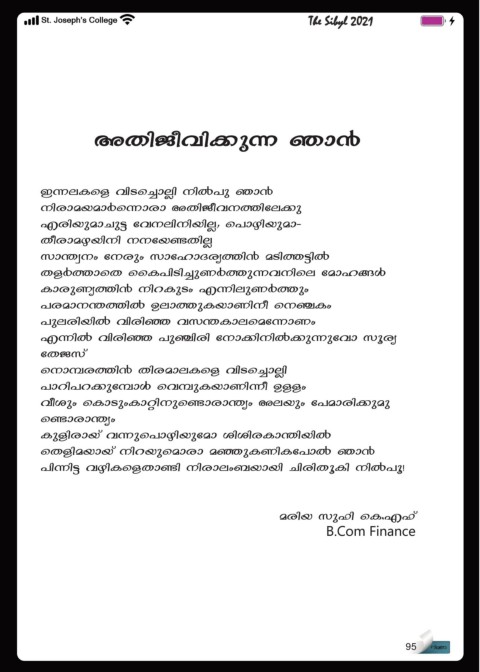 St. Joseph's College
The Sibyl 2021
അതിജീവിക്കുന്ന ഞാൻ
ഇന്നലകളെ വിടച്ചൊല്ലി നിൽപു ഞാൻ
നിരാമയമാർന്നൊരാ അതിജീവനത്തിലേക്കു
എരിയുമാചുട്ട വേനലിനിയില്ല, പൊഴിയുമാ-
തീരാമഴയിനി നനയേണ്ടതില്ല
സാന്ത്വനം നേരും സാഹോദര്യത്തിൻ മടിത്തട്ടിൽ
തളർത്താതെ കൈപിടിച്ചുണർത്തുന്നവനിലെ മോഹങ്ങൾ
കാരുണ്യത്തിൻ നിറകുടം എന്നിലുണർത്തും
പരമാനന്തത്തിൽ ഉലാത്തുകയാണിനീ നെഞ്ചകം
പുലരിയിൽ വിരിഞ്ഞ വസന്തകാലമെന്നോണം
എന്നിൽ വിരിഞ്ഞ പുഞ്ചിരി നോക്കിനിൽക്കുന്നുവോ സൂര്യ
തേജസ്
നൊമ്പരത്തിൻ തിരമാലകളെ വിടച്ചൊല്ലി
പാറിപറക്കുമ്പോൾ വെമ്പുകയാണിന്നീ ഉള്ളം
വീശും കൊടുംകാറ്റിനുണ്ടൊരാന്ത്യം അലയും പേമാരിക്കുമു
ണ്ടൊരാന്ത്യം
കുളിരായ് വന്നുപൊഴിയുമോ ശിശിരകാന്തിയിൽ
തെളിമയായ് നിറയുമൊരാ മഞ്ഞുകണികപോൽ ഞാൻ
പിന്നിട്ട വഴികളെതാണ്ടി നിരാലംബയായി ചിരിതൂകി നിൽപൂ!
മരിയ സുഫി കെ.എഫ്
B.Com Finance
95